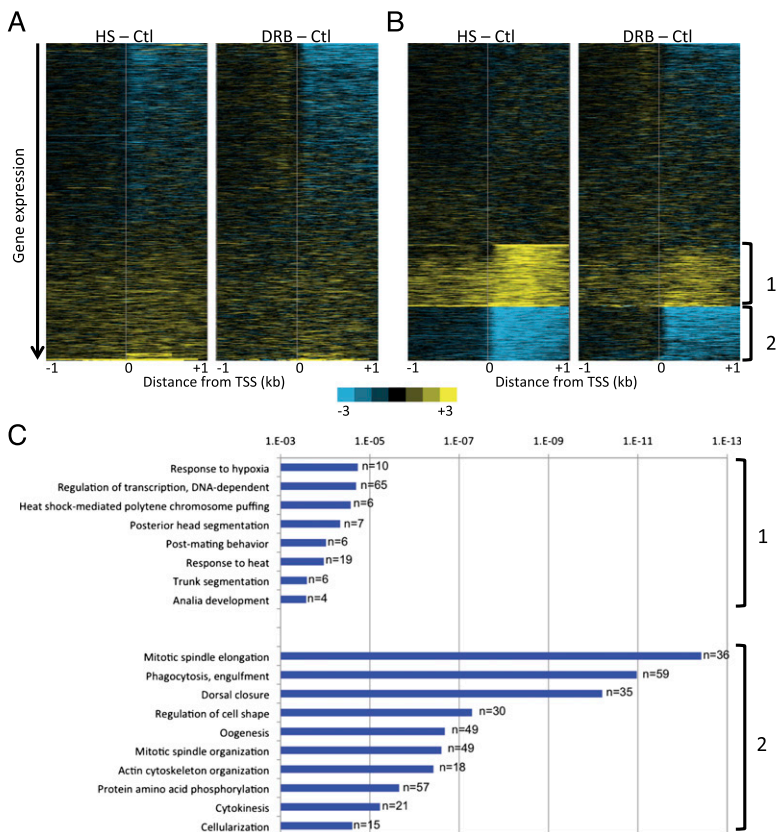 A
B
HS – Ctl
DRB – Ctl
HS – Ctl
DRB – Ctl
Gene expression
1
2
-1
0
+1
-1
0
+1
-1
0
+1
-1
0
+1
Distance from TSS (kb)
Distance from TSS (kb)
-3
+3
C
1.E-03
1.E-05
1.E-07
1.E-09
1.E-11
1.E-13
Response to hypoxia n=10
Regulation of transcription, DNA-dependent n=65
Heat shock-mediated polytene chromosome puffing n=6
Posterior head segmentation n=7
Post-mating behavior n=6
Response to heat n=19
Trunk segmentation n=6
Analia development n=4
1
Mitotic spindle elongation n=36
Phagocytosis, engulfment n=59
Dorsal closure n=35
Regulation of cell shape n=30
Oogenesis n=49
Mitotic spindle organization n=49
Actin cytoskeleton organization n=18
Protein amino acid phosphorylation n=57
Cytokinesis n=21
Cellularization n=15
2